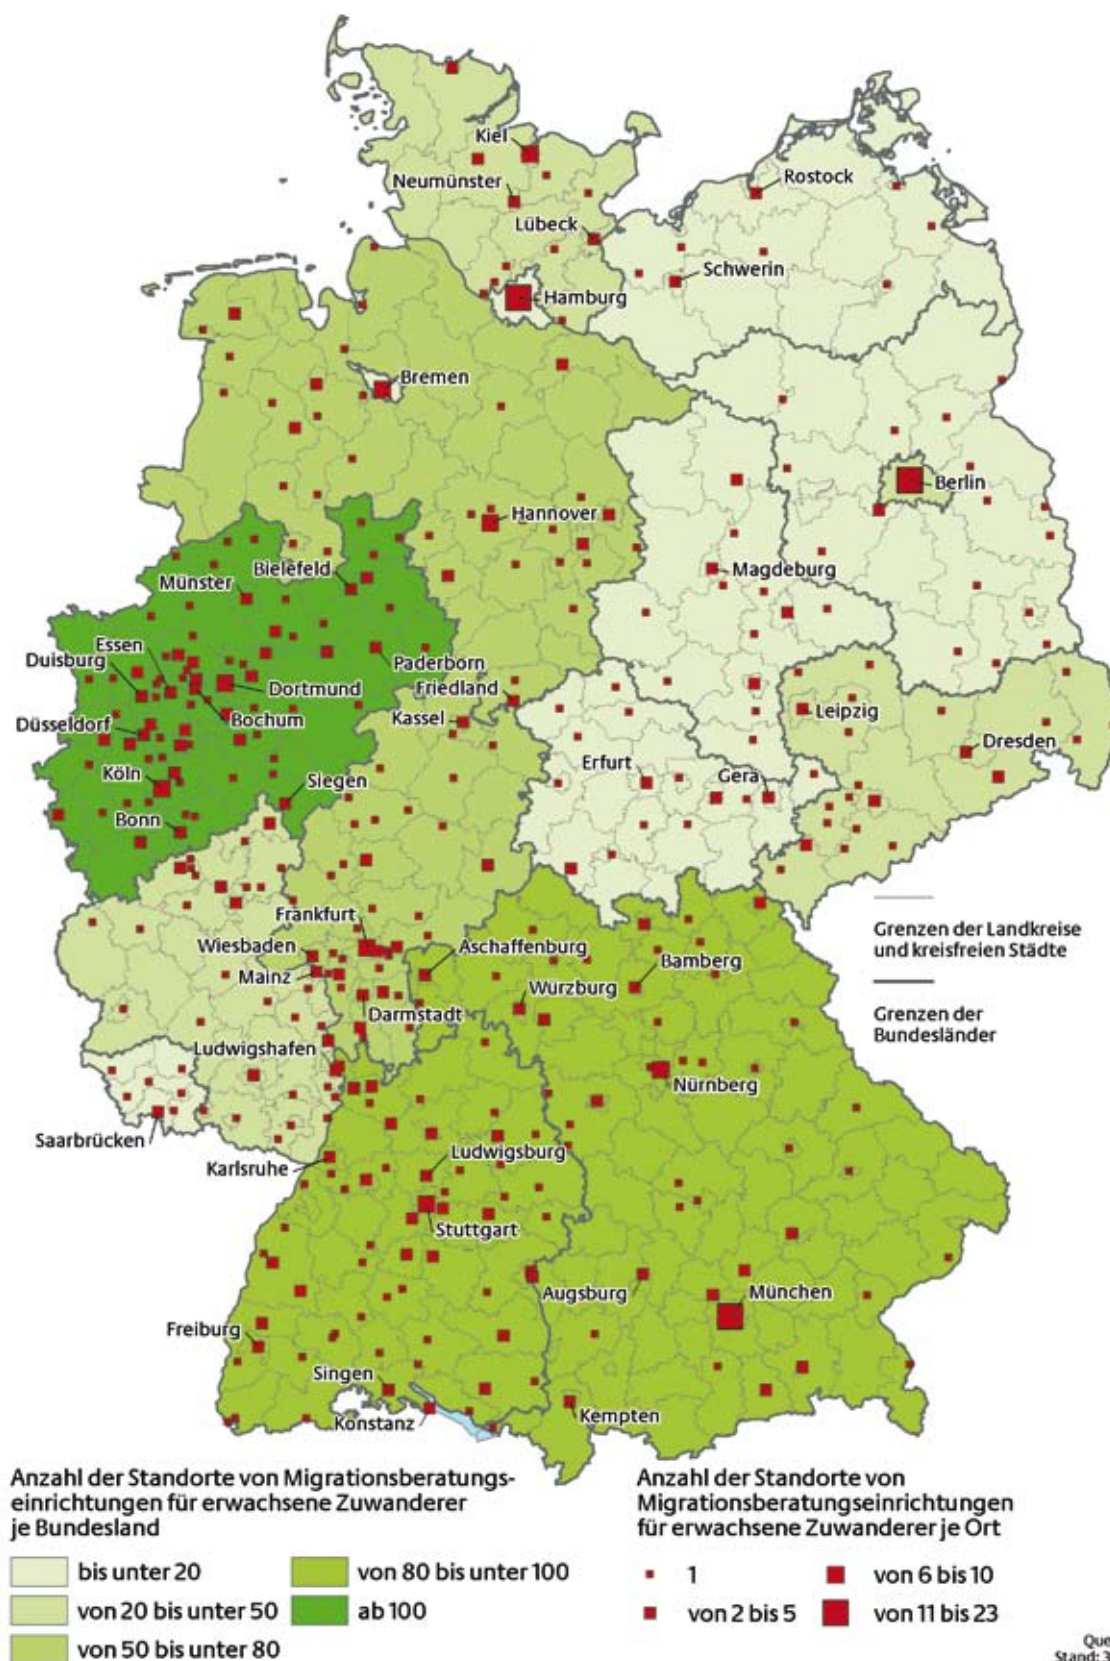 Kiel
Neumünster
Lübeck
Rostock
Schwerin
Hamburg
Bremen
Berlin
Hannover
Bielefeld
Münster
Magdeburg
Essen
Duisburg
Paderborn
Dortmund
Friedland
Bochum
Kassel
Leipzig
Düsseldorf
Dresden
Köln
Siegen
Erfurt
Gera
Bonn
Frankfurt
Wiesbaden
Aschaffenburg
Mainz
Bamberg
Würzburg
Darmstadt
Grenzen der Landkreise
und kreisfreien Städte
Grenzen der
Bundesländer
Ludwigshafen
Nürnberg
Saarbrücken
Karlsruhe
Ludwigsburg
Stuttgart
Augsburg
München
Freiburg
Singen
Konstanz
Kempten
Anzahl der Standorte von Migrationsberatungs-
einrichtungen für erwachsene Zuwanderer
je Bundesland
bis unter 20
von 20 bis unter 50
von 50 bis unter 80
von 80 bis unter 100
ab 100
Anzahl der Standorte von
Migrationsberatungseinrichtungen
für erwachsene Zuwanderer je Ort
1
von 2 bis 5
von 6 bis 10
von 11 bis 23
Que
Stand: 3